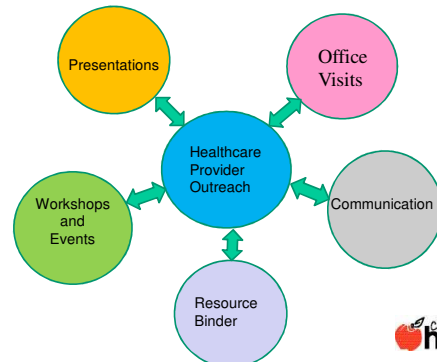 Presentations
Office
Visits
Healthcare
Provider
Outreach
Workshops
and
Events
Communication
Resource
Binder